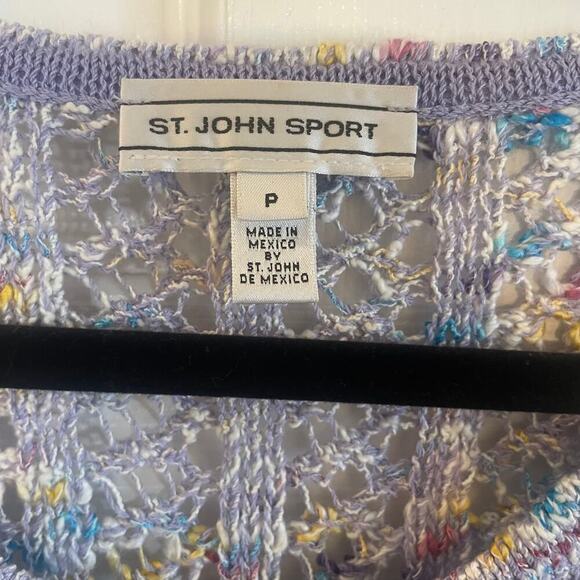 ST. JOHN SPORT
P
MADE IN
MEXICO
BY
ST. JOHN
DE MEXICO